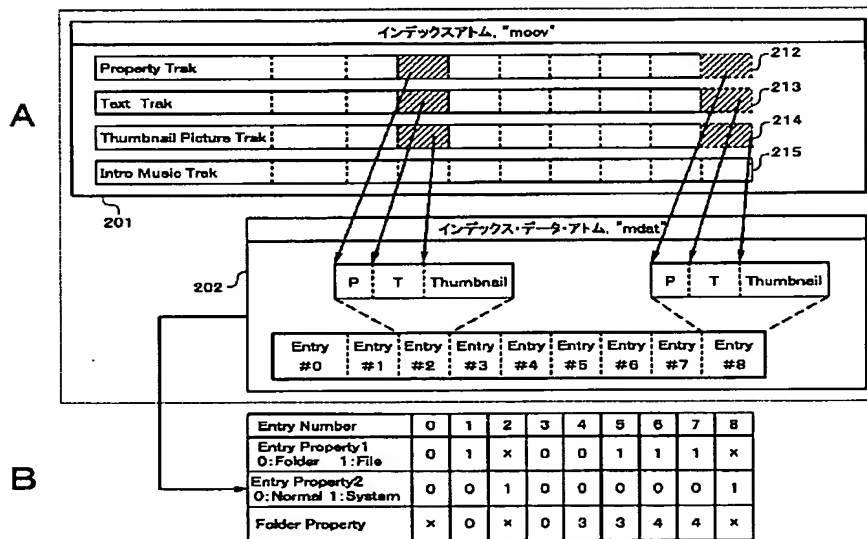 インデックスアトム, "moov"
Property Trak
Text Trak
Thumbnail Picture Trak
Intro Music Trak
212
213
214
215
A
201
インデックス・データ・アトム, "mdat"
202
P T Thumbnail
P T Thumbnail
Entry #0
Entry #1
Entry #2
Entry #3
Entry #4
Entry #5
Entry #6
Entry #7
Entry #8
B
Entry Number 0 1 2 3 4 5 6 7 8
Entry Property1
0:Folder 1:File 0 1 × 0 0 1 1 1 ×
Entry Property2
0:Normal 1:System 0 0 1 0 0 0 0 0 1
Folder Property × 0 × 0 3 3 4 4 ×